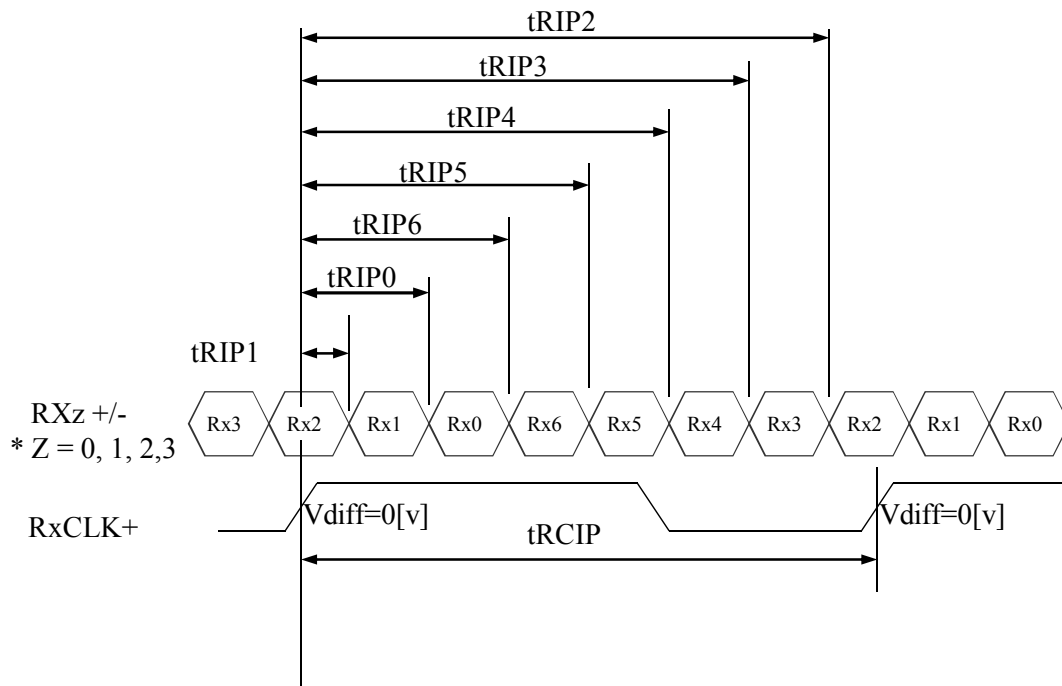 tRIP2
tRIP3
tRIP4
tRIP5
tRIP6
tRIP0
tRIP1
RXz +/-
* Z = 0, 1, 2,3
Rx3 Rx2 Rx1 Rx0 Rx6 Rx5 Rx4 Rx3 Rx2 Rx1 Rx0
RxCLK+
Vdiff=0[v] Vdiff=0[v]
tRCIP